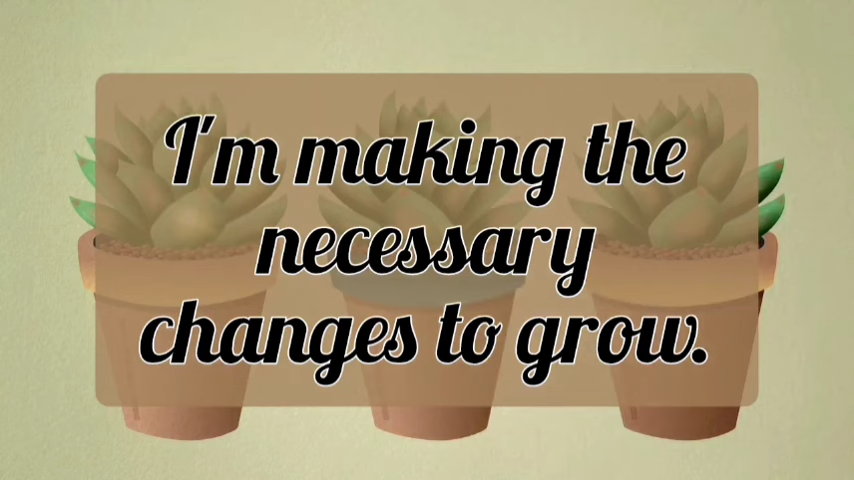 I'm making the
necessary
changes to grow.